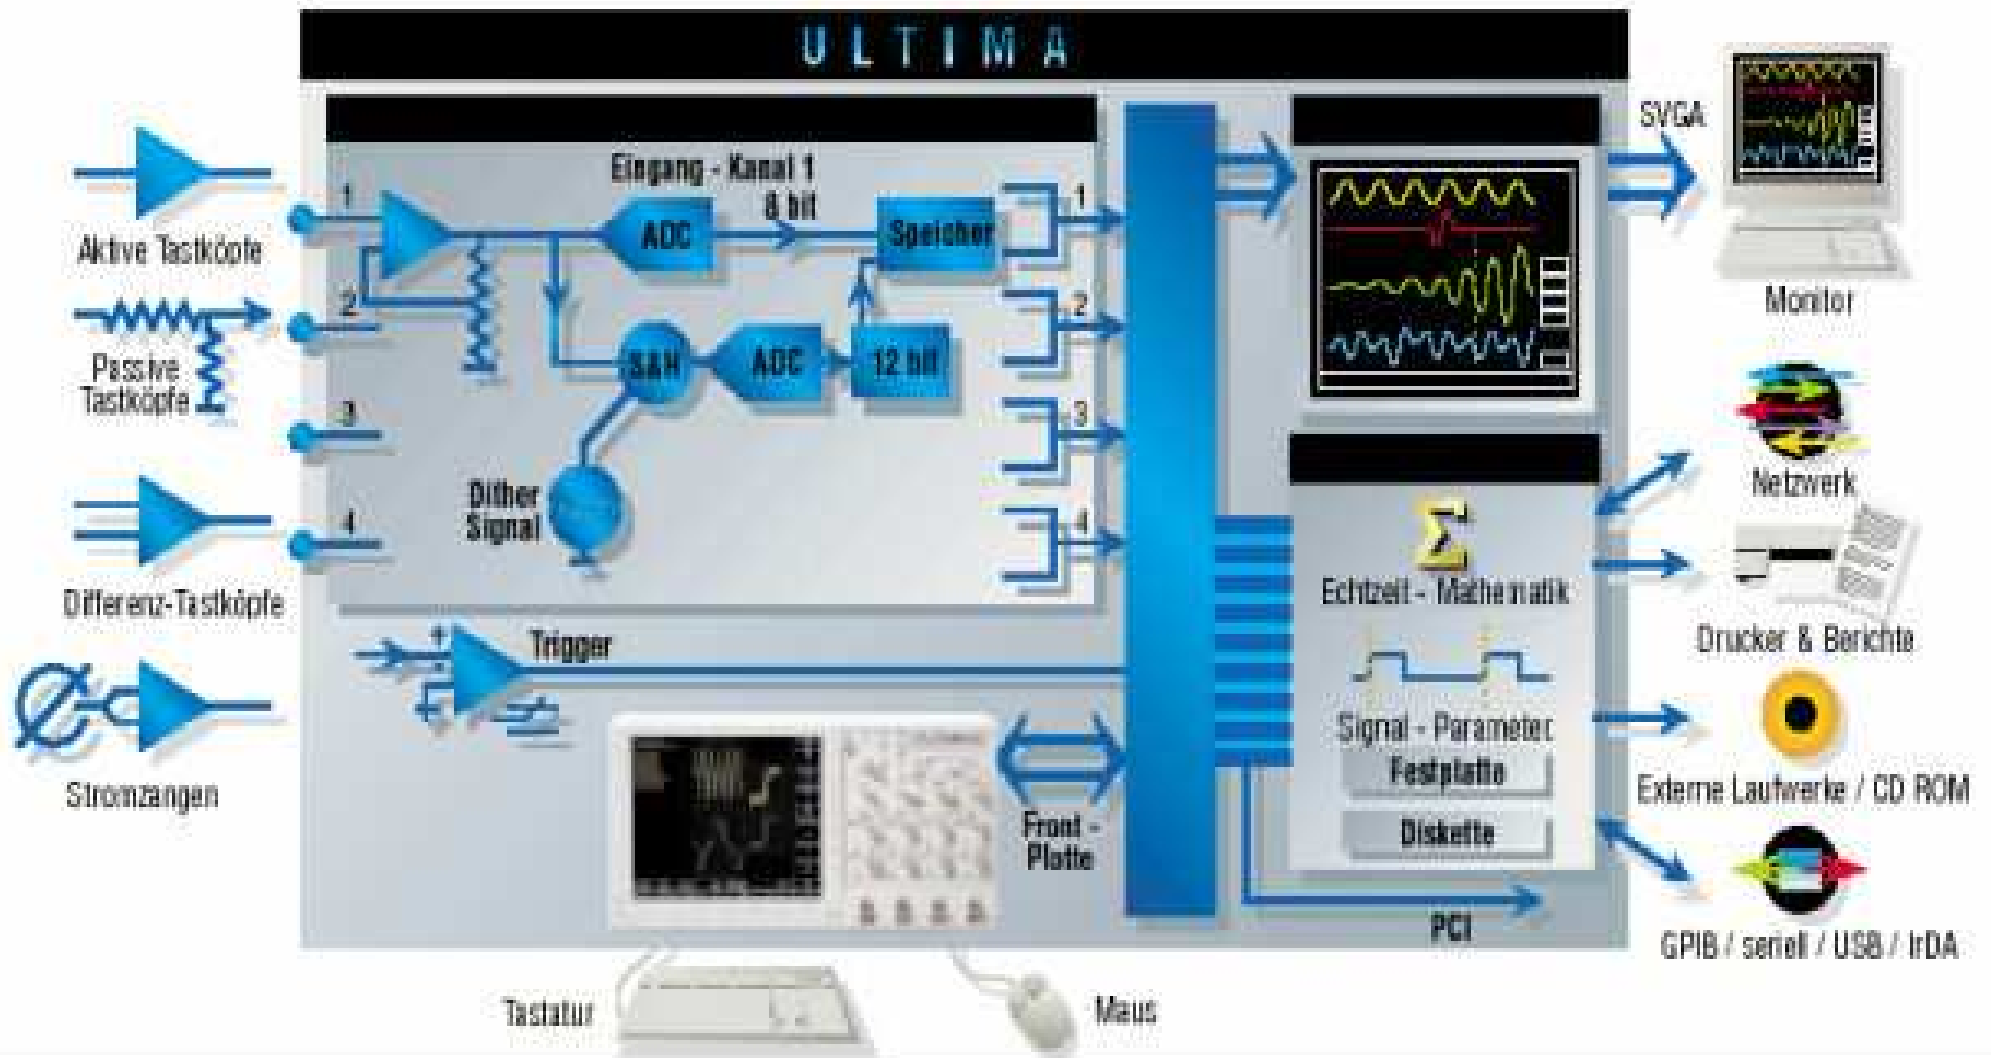 ULTIMA
SVGA
Eingang - Kanal 1
8 bit
1
1
ADC
Speicher
Aktive Tastköpfe
2
2
Monitor
Passive
Tastköpfe
S&H
ADC
12 bit
3
3
Netzwerk
Dither
Signal
4
4
Echtzeit - Mathematik
Differenz-Tastköpfe
Trigger
+
-
Drucker & Berichte
Signal - Parameter
Festplatte
Stromzangen
Externe Laufwerke / CD ROM
Front -
Plotte
Diskette
PCI
GPIB / seriell / USB / IrDA
Tastatur
Maus